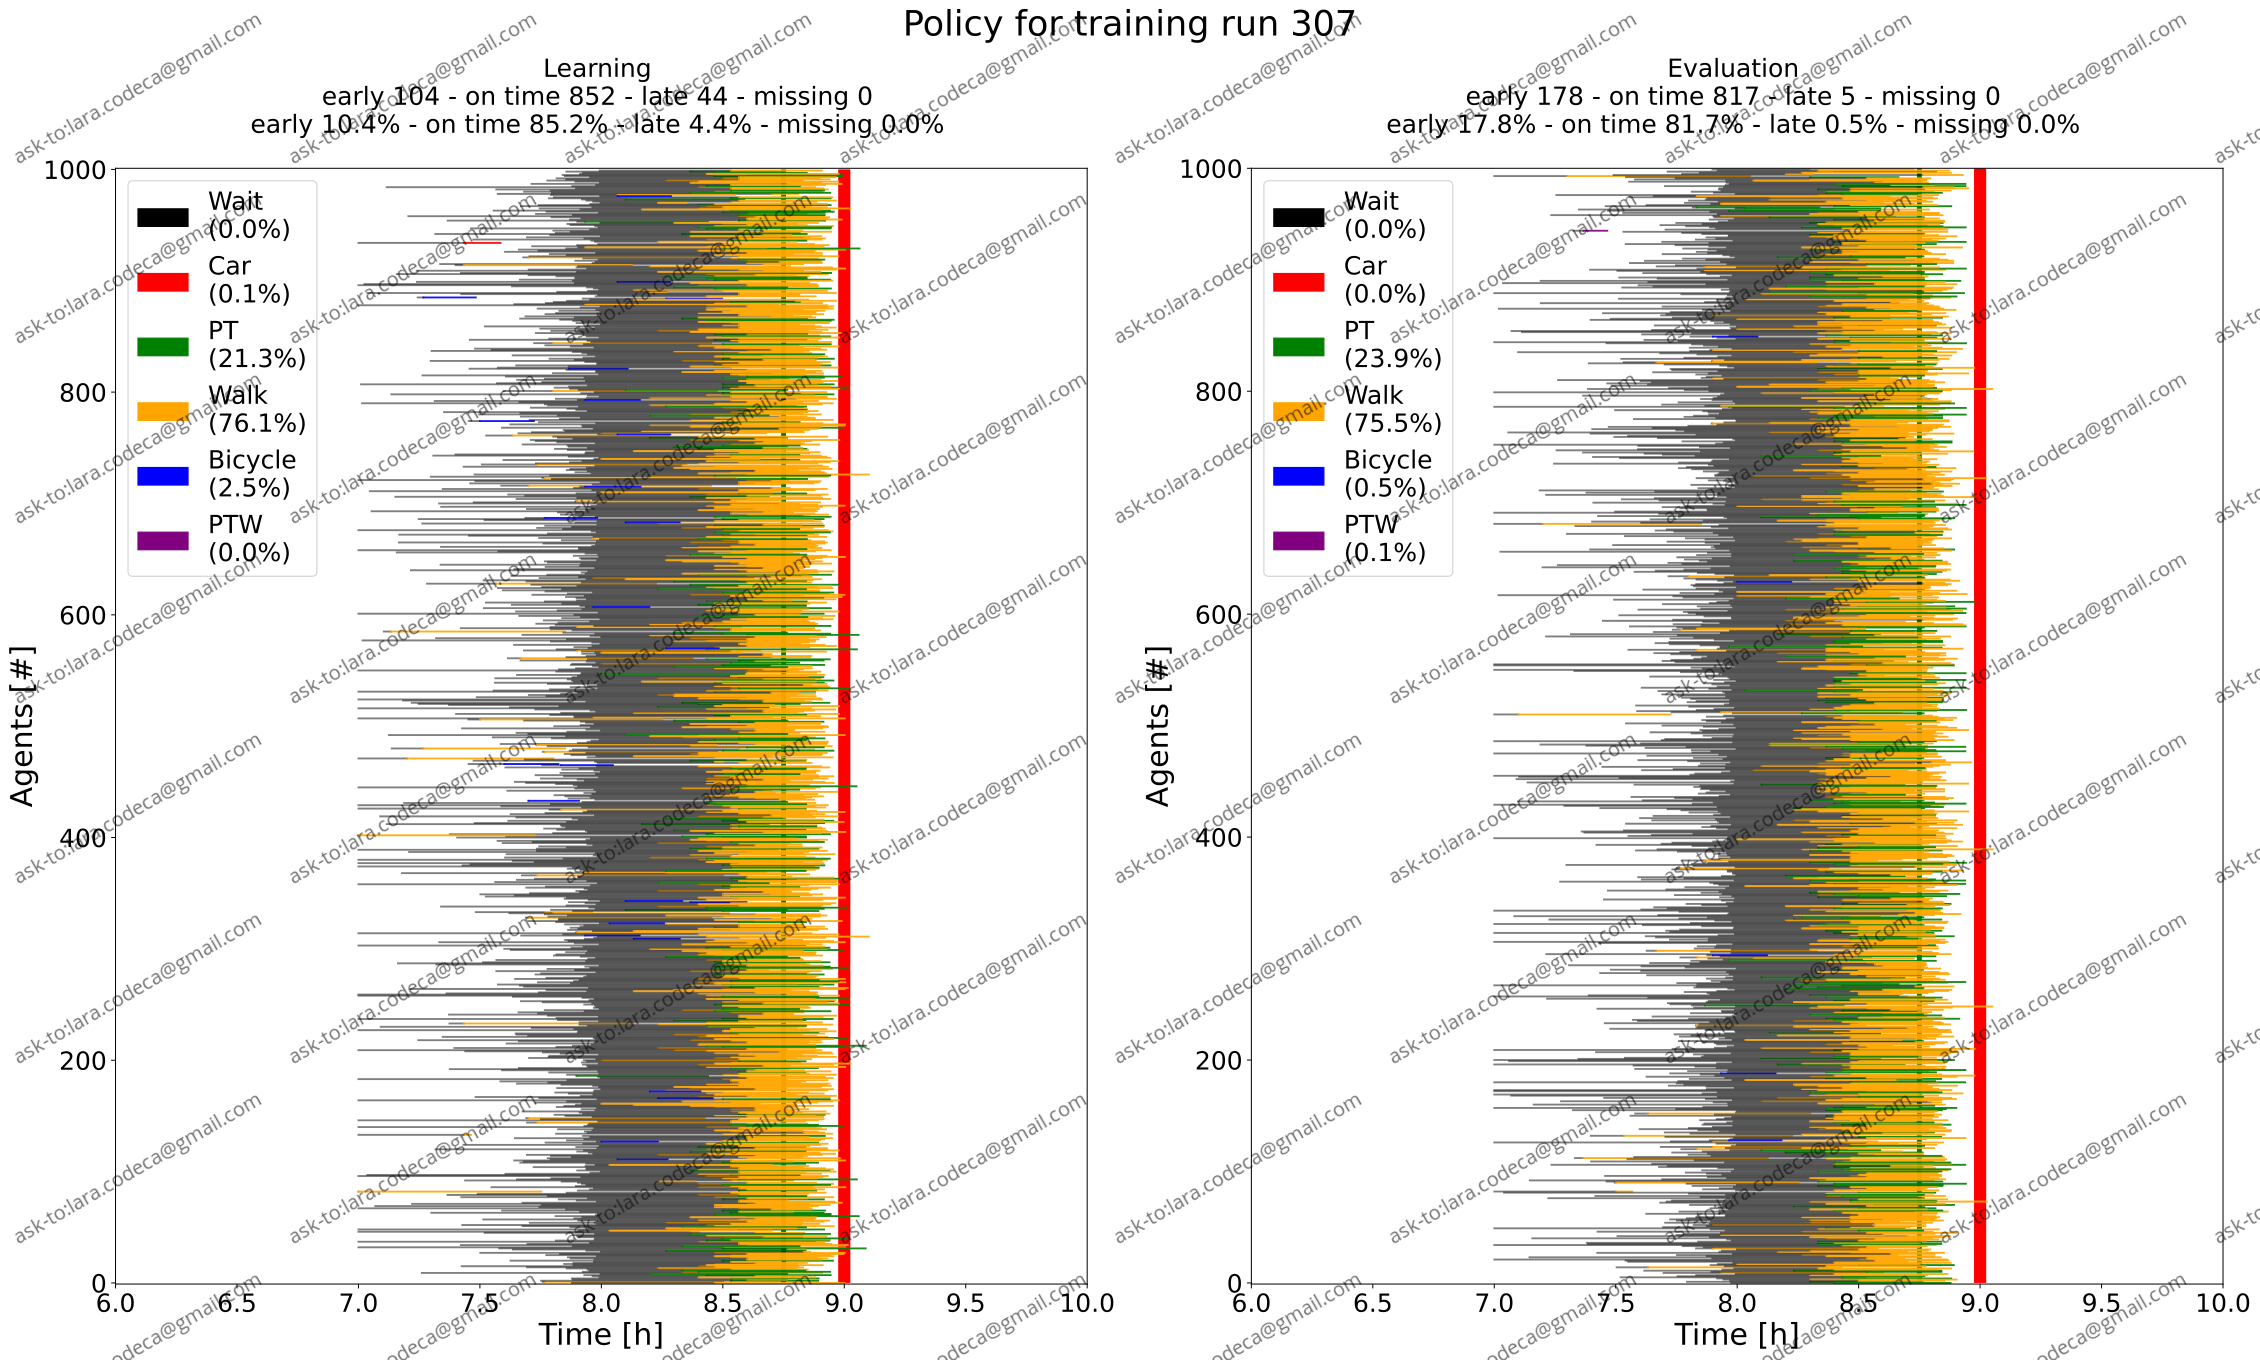 Policy for training run 307
Learning
early 104 - on time 852 - late 44 - missing 0
early 10.4% - on time 85.2% - late 4.4% - missing 0.0%
Wait
(0.0%)
Car
(0.1%)
PT
(21.3%)
Walk
(76.1%)
Bicycle
(2.5%)
PTW
(0.0%)
Agents [#]
1000
800
600
400
200
0
6.0 6.5 7.0 7.5 8.0 8.5 9.0 9.5 10.0
Time [h]
Evaluation
early 178 - on time 817 - late 5 - missing 0
early 17.8% - on time 81.7% - late 0.5% - missing 0.0%
Wait
(0.0%)
Car
(0.0%)
PT
(23.9%)
Walk
(75.5%)
Bicycle
(0.5%)
PTW
(0.1%)
Agents [#]
1000
800
600
400
200
0
6.0 6.5 7.0 7.5 8.0 8.5 9.0 9.5 10.0
Time [h]
ask-to:lara.codeca@gmail.com